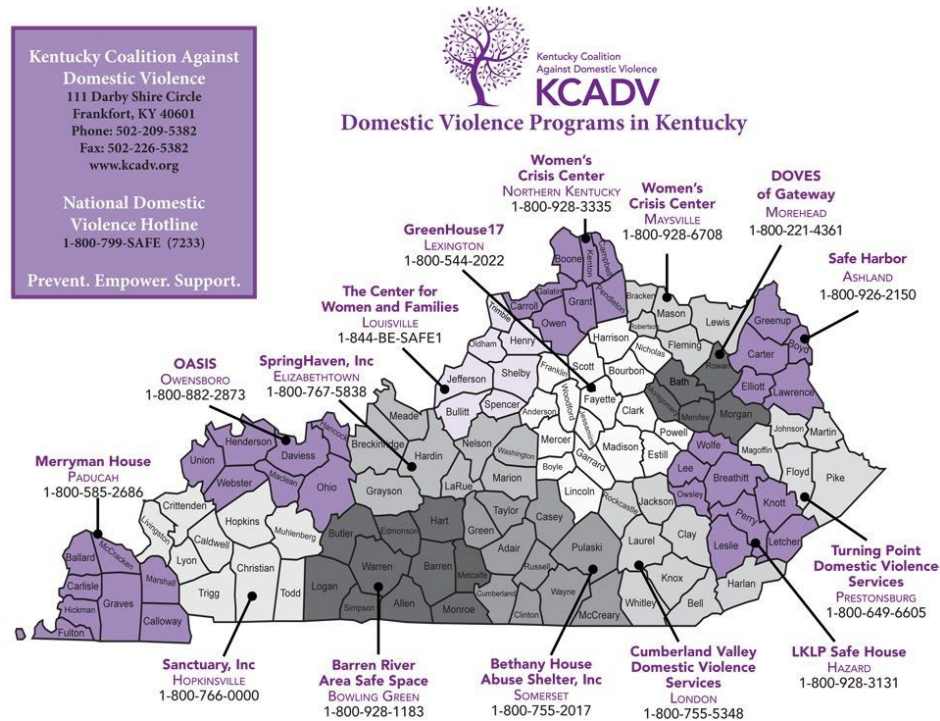 Kentucky Coalition Against
Domestic Violence
111 Darby Shire Circle
Frankfort, KY 40601
Phone: 502-209-5382
Fax: 502-226-5382
www.kcadv.org
National Domestic
Violence Hotline
1-800-799-SAFE (7233)
Prevent. Empower. Support.
Kentucky Coalition
Against Domestic Violence
KCADV
Domestic Violence Programs in Kentucky
Women's
Crisis Center
NORTHERN KENTUCKY
1-800-928-3335
Women's
Crisis Center
MAYSVILLE
1-800-928-6708
DOVES
of Gateway
MOREHEAD
1-800-221-4361
GreenHouse17
LEXINGTON
1-800-544-2022
Safe Harbor
ASHLAND
1-800-926-2150
The Center for
Women and Families
LOUISVILLE
1-844-BE-SAFE1
OASIS
OWENSBORO
1-800-882-2873
SpringHaven, Inc
ELIZABETHTOWN
1-800-767-5838
Merryman House
PADUCAH
1-800-585-2686
Boone
Kenton
Campbell
Gallatin
Grant
Pendleton
Carroll
Owen
Trimble
Bracken
Mason
Lewis
Robertson
Fleming
Greenup
Boyd
Carter
Rowan
Elliott
Lawrence
Oldham
Henry
Harrison
Nicholas
Scott
Bourbon
Franklin
Jefferson
Shelby
Fayette
Bath
Montgomery
Menifee
Morgan
Bullitt
Spencer
Anderson
Woodford
Jessamine
Clark
Powell
Wolfe
Johnson
Martin
Magoffin
Floyd
Pike
Meade
Breckinridge
Hardin
Nelson
Washington
Mercer
Madison
Estill
Lee
Breathitt
Hancock
Henderson
Daviess
Union
Webster
Maclean
Ohio
Grayson
LaRue
Marion
Boyle
Garrard
Lincoln
Rockcastle
Jackson
Owsley
Knott
Perry
Letcher
Leslie
Crittenden
Livingston
Hopkins
Muhlenberg
Caldwell
Lyon
Christian
Trigg
Todd
Butler
Edmonson
Hart
Green
Taylor
Casey
Adair
Pulaski
Laurel
Clay
Warren
Barren
Metcalfe
Russell
Logan
Simpson
Allen
Monroe
Cumberland
Clinton
Wayne
McCreary
Whitley
Knox
Bell
Harlan
Ballard
McCracken
Carlisle
Graves
Marshall
Hickman
Fulton
Calloway
Turning Point
Domestic Violence
Services
PRESTONSBURG
1-800-649-6605
Sanctuary, Inc
HOPKINSVILLE
1-800-766-0000
Barren River
Area Safe Space
BOWLING GREEN
1-800-928-1183
Bethany House
Abuse Shelter, Inc
SOMERSET
1-800-755-2017
Cumberland Valley
Domestic Violence
Services
LONDON
1-800-755-5348
LKLP Safe House
HAZARD
1-800-928-3131